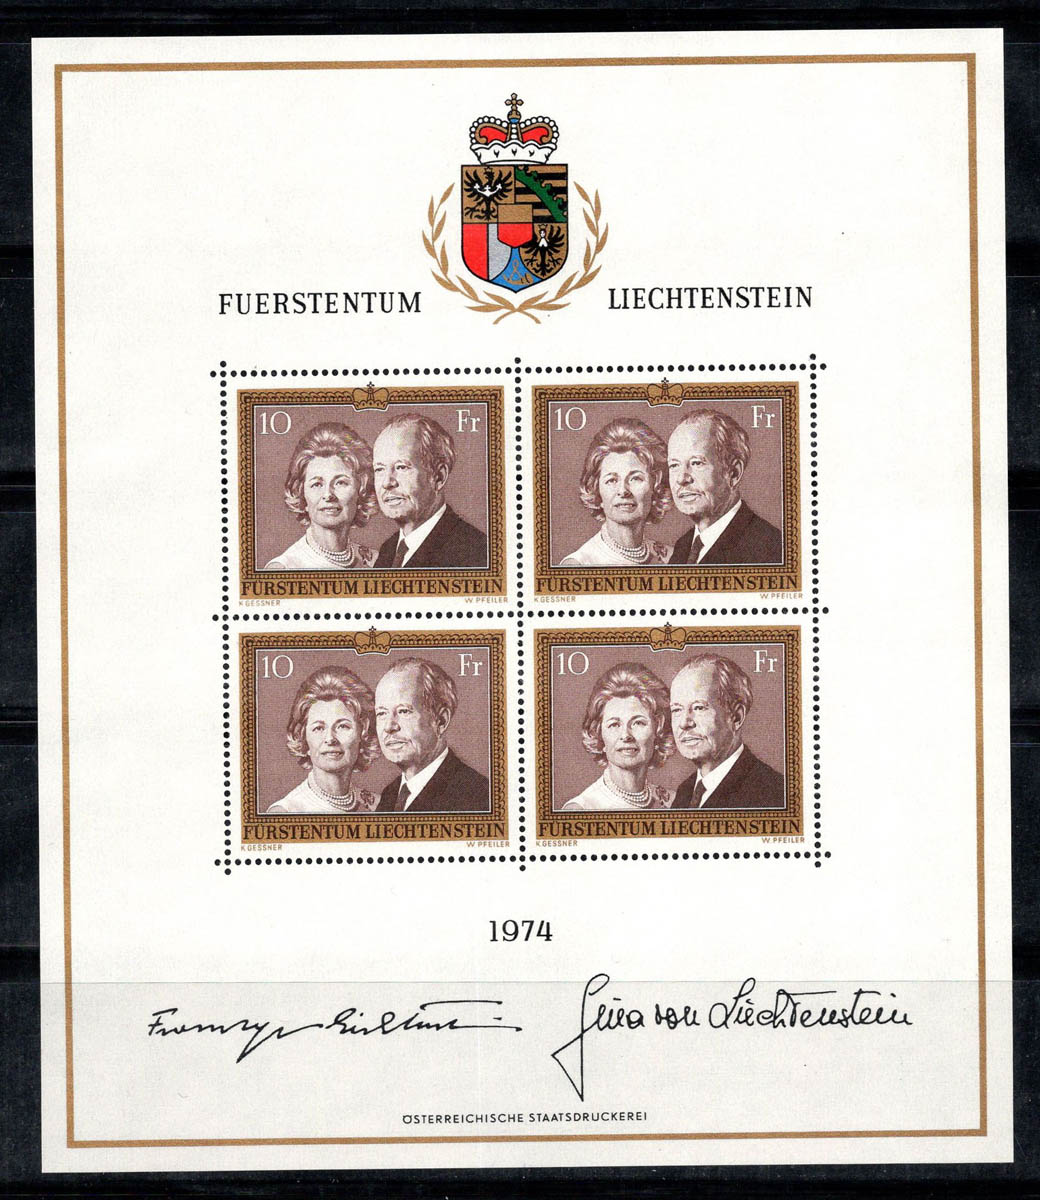 FUERSTENTUM LIECHTENSTEIN
10 Fr
FÜRSTENTUM LIECHTENSTEIN
K GESSNER W. PFEILER
10 Fr
FÜRSTENTUM LIECHTENSTEIN
K GESSNER W. PFEILER
10 Fr
FÜRSTENTUM LIECHTENSTEIN
K GESSNER W. PFEILER
10 Fr
FÜRSTENTUM LIECHTENSTEIN
K GESSNER W. PFEILER
1974
Gina von Liechtenstein
ÖSTERREICHISCHE STAATSDRUCKEREI